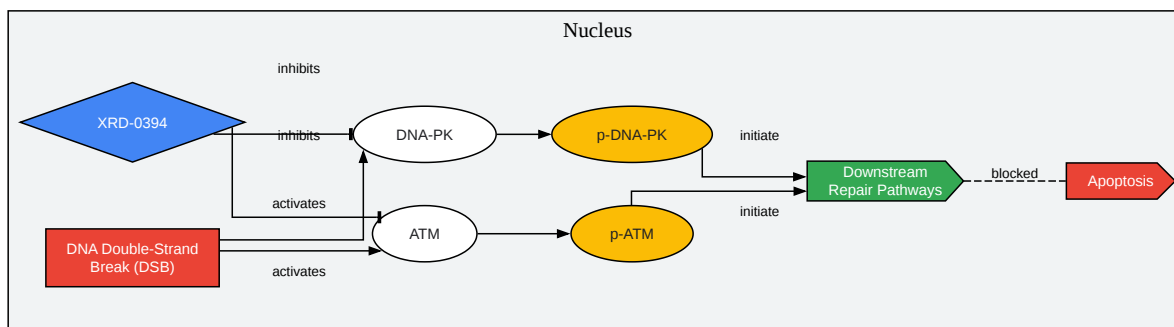 Nucleus
inhibits
XRD-0394
inhibits
DNA-PK
p-DNA-PK
initiate
Downstream
Repair Pathways
blocked
Apoptosis
activates
initiate
ATM
p-ATM
DNA Double-Strand
Break (DSB)
activates